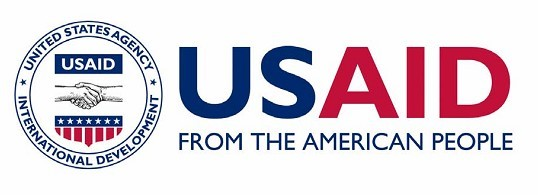 UNITED STATES AGENCY
USAID
INTERNATIONAL DEVELOPMENT
USAID
FROM THE AMERICAN PEOPLE